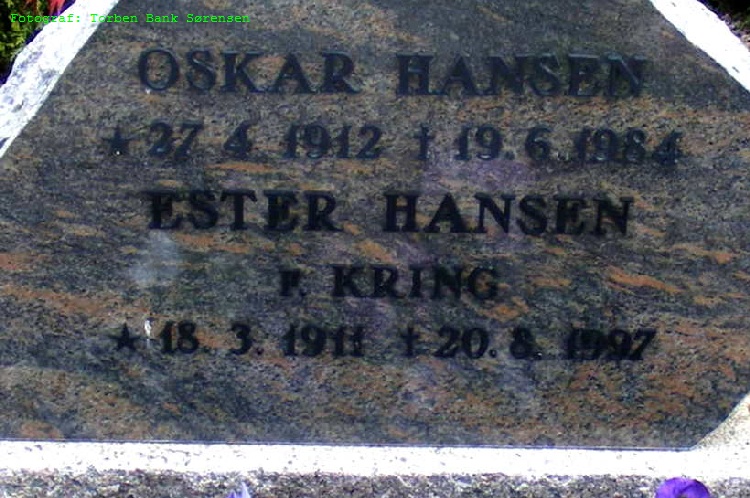 Fotograf: Torben Bank Sørensen
OSKAR HANSEN
★ 27. 4. 1912 † 19. 6. 1984
ESTER HANSEN
F. KRING
★ 18. 3. 1911 † 20. 8. 1997